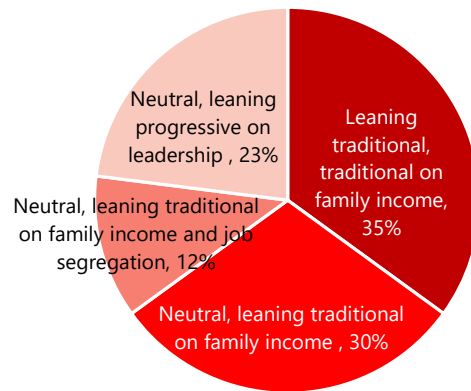 Neutral, leaning
progressive on
leadership , 23%
Leaning
traditional,
traditional on
family income,
35%
Neutral, leaning traditional
on family income and job
segregation, 12%
Neutral, leaning traditional
on family income , 30%